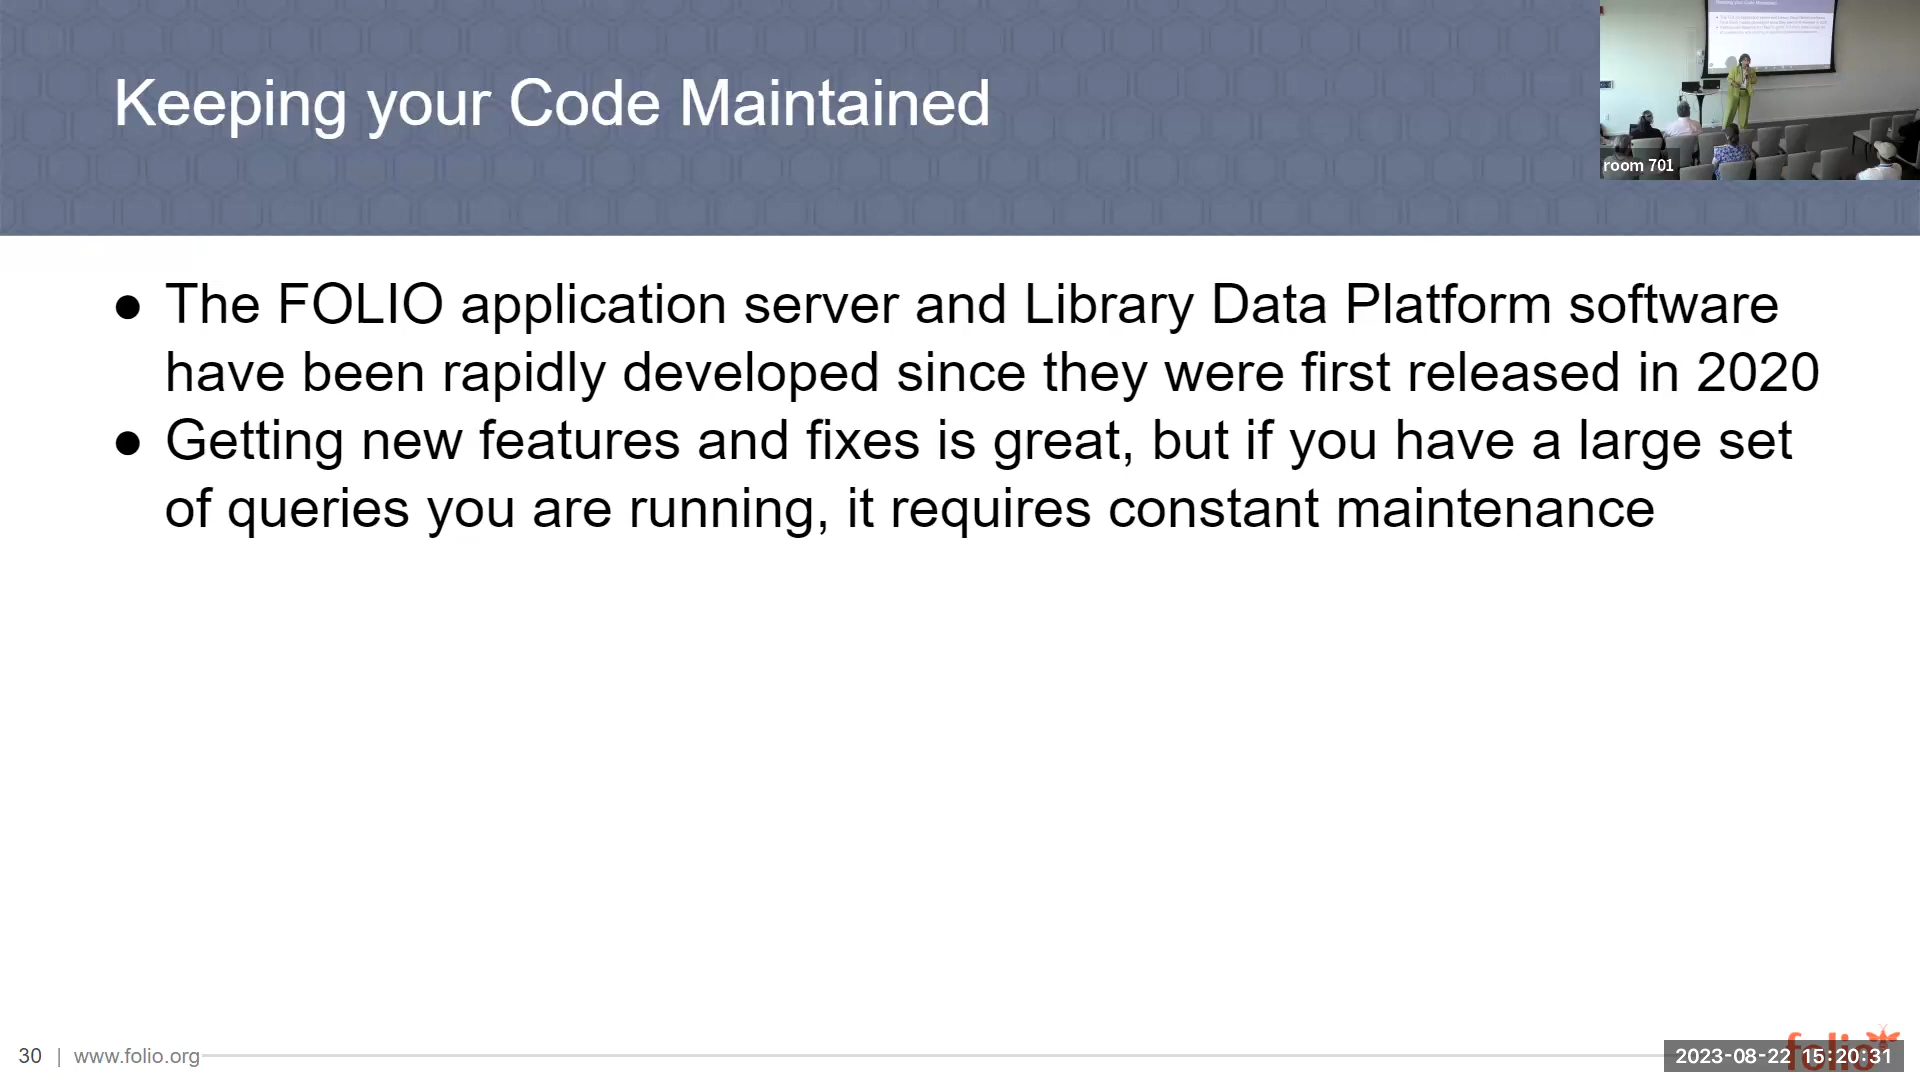 Keeping your Code Maintained
room 701
● The FOLIO application server and Library Data Platform software
have been rapidly developed since they were first released in 2020
● Getting new features and fixes is great, but if you have a large set
of queries you are running, it requires constant maintenance
30 | www.folio.org
folio
2023-08-22 15:20:31